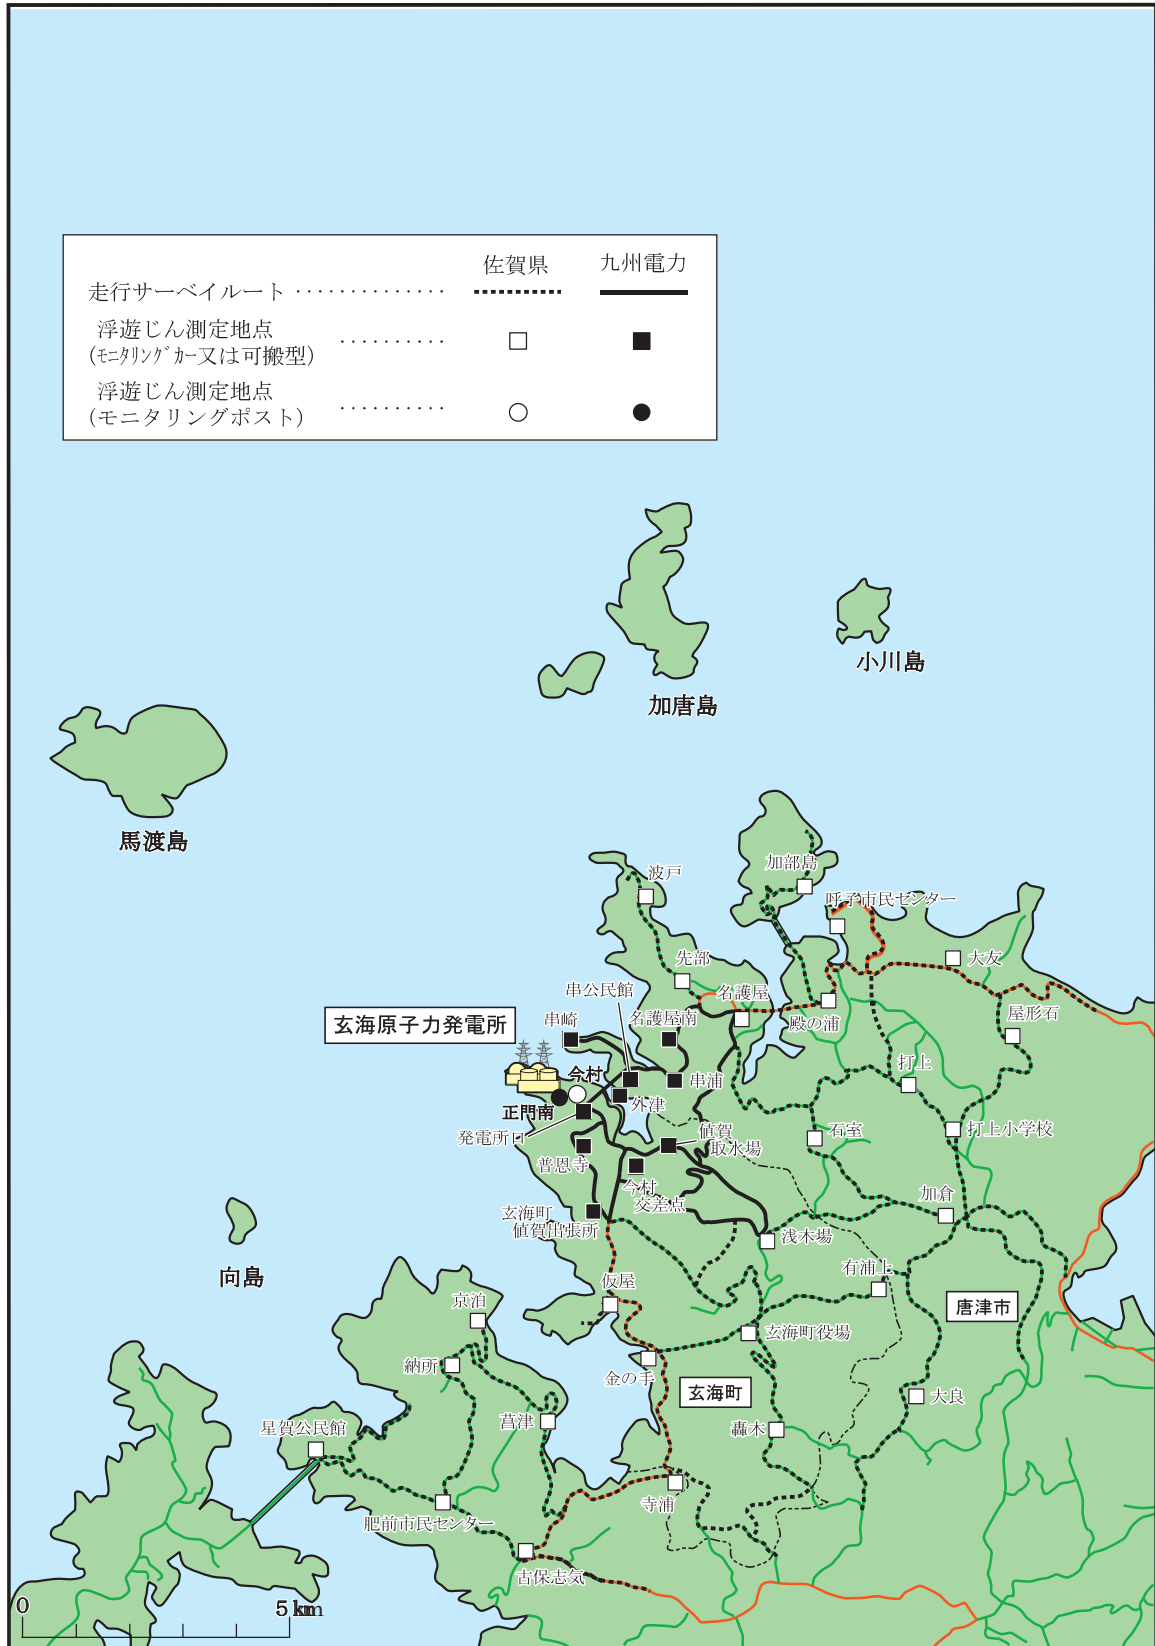 佐賀県
九州電力
走行サーベイルート ‥‥‥‥‥‥‥
浮遊じん測定地点
(ﾓﾆﾀﾘﾝｸﾞｶｰ又は可搬型)
‥‥‥‥‥
浮遊じん測定地点
(モニタリングポスト)
‥‥‥‥‥
小川島
加唐島
馬渡島
加部島
波戸
呼子市民センター
先部
大友
串公民館
名護屋
玄海原子力発電所
串崎
名護屋南
殿の浦
屋形石
打上
今村
串浦
正門南
外津
発電所口
値賀
取水場
石室
打上小学校
普恩寺
今村
交差点
加倉
玄海町
値賀出張所
浅木場
有浦上
向島
仮屋
京泊
唐津市
玄海町役場
納所
金の手
玄海町
大良
星賀公民館
菖津
轟木
寺浦
肥前市民センター
古保志気
0
5km